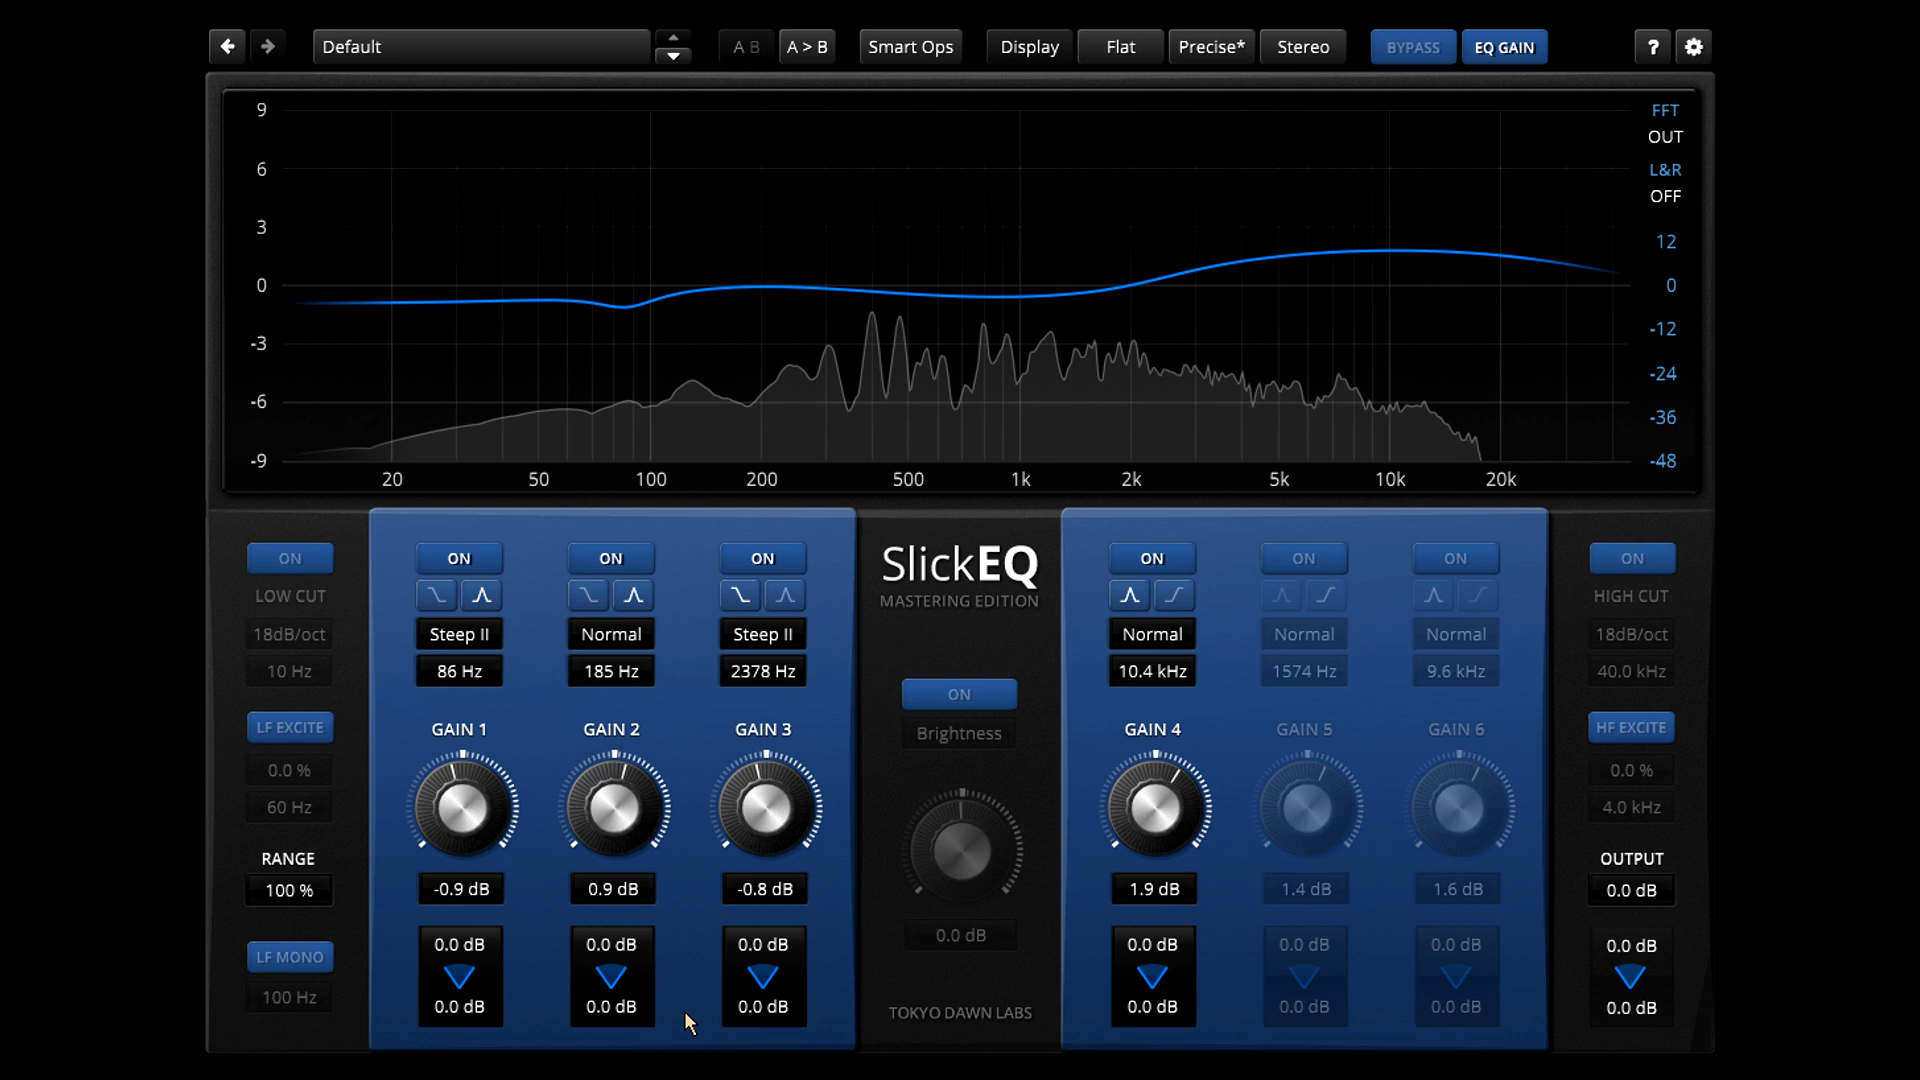 Default
A B
A > B
Smart Ops
Display
Flat
Precise*
Stereo
BYPASS
EQ GAIN
?
9
6
3
0
-3
-6
-9
FFT
OUT
L&R
OFF
12
0
-12
-24
-36
-48
20
50
100
200
500
1k
2k
5k
10k
20k
ON
LOW CUT
18dB/oct
10 Hz
LF EXCITE
0.0 %
60 Hz
RANGE
100 %
LF MONO
100 Hz
ON
Steep II
86 Hz
GAIN 1
-0.9 dB
0.0 dB
0.0 dB
ON
Normal
185 Hz
GAIN 2
0.9 dB
0.0 dB
0.0 dB
ON
Steep II
2378 Hz
GAIN 3
-0.8 dB
0.0 dB
0.0 dB
SlickEQ
MASTERING EDITION
ON
Brightness
0.0 dB
TOKYO DAWN LABS
ON
Normal
10.4 kHz
GAIN 4
1.9 dB
0.0 dB
0.0 dB
ON
Normal
1574 Hz
GAIN 5
1.4 dB
0.0 dB
0.0 dB
ON
Normal
9.6 kHz
GAIN 6
1.6 dB
0.0 dB
0.0 dB
ON
HIGH CUT
18dB/oct
40.0 kHz
HF EXCITE
0.0 %
4.0 kHz
OUTPUT
0.0 dB
0.0 dB
0.0 dB